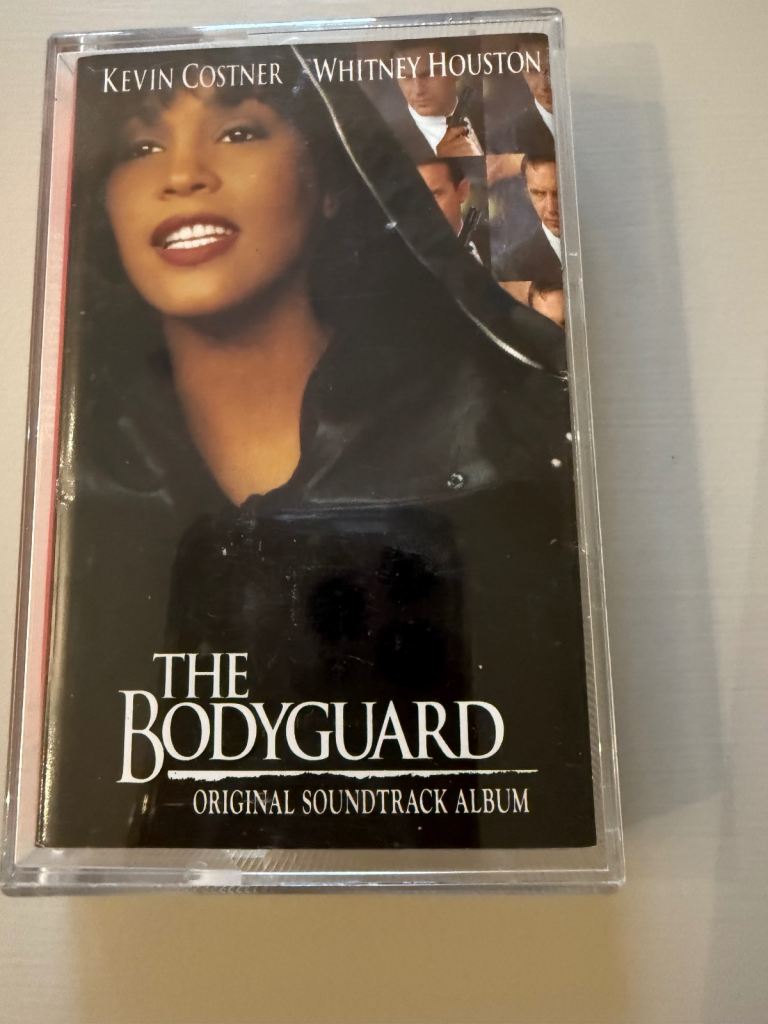 KEVIN COSTNER WHITNEY HOUSTON
THE
BODYGUARD
ORIGINAL SOUNDTRACK ALBUM